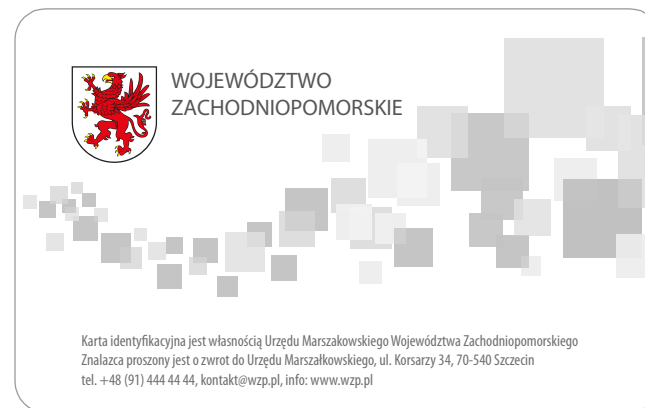 WOJEWÓDZTWO
ZACHODNIOPOMORSKIE
Karta identyfikacyjna jest własnością Urzędu Marszakowskiego Województwa Zachodniopomorskiego
Znalazca proszony jest o zwrot do Urzędu Marszałkowskiego, ul. Korsarzy 34, 70-540 Szczecin
tel. +48 (91) 444 44 44, kontakt@wzp.pl, info: www.wzp.pl